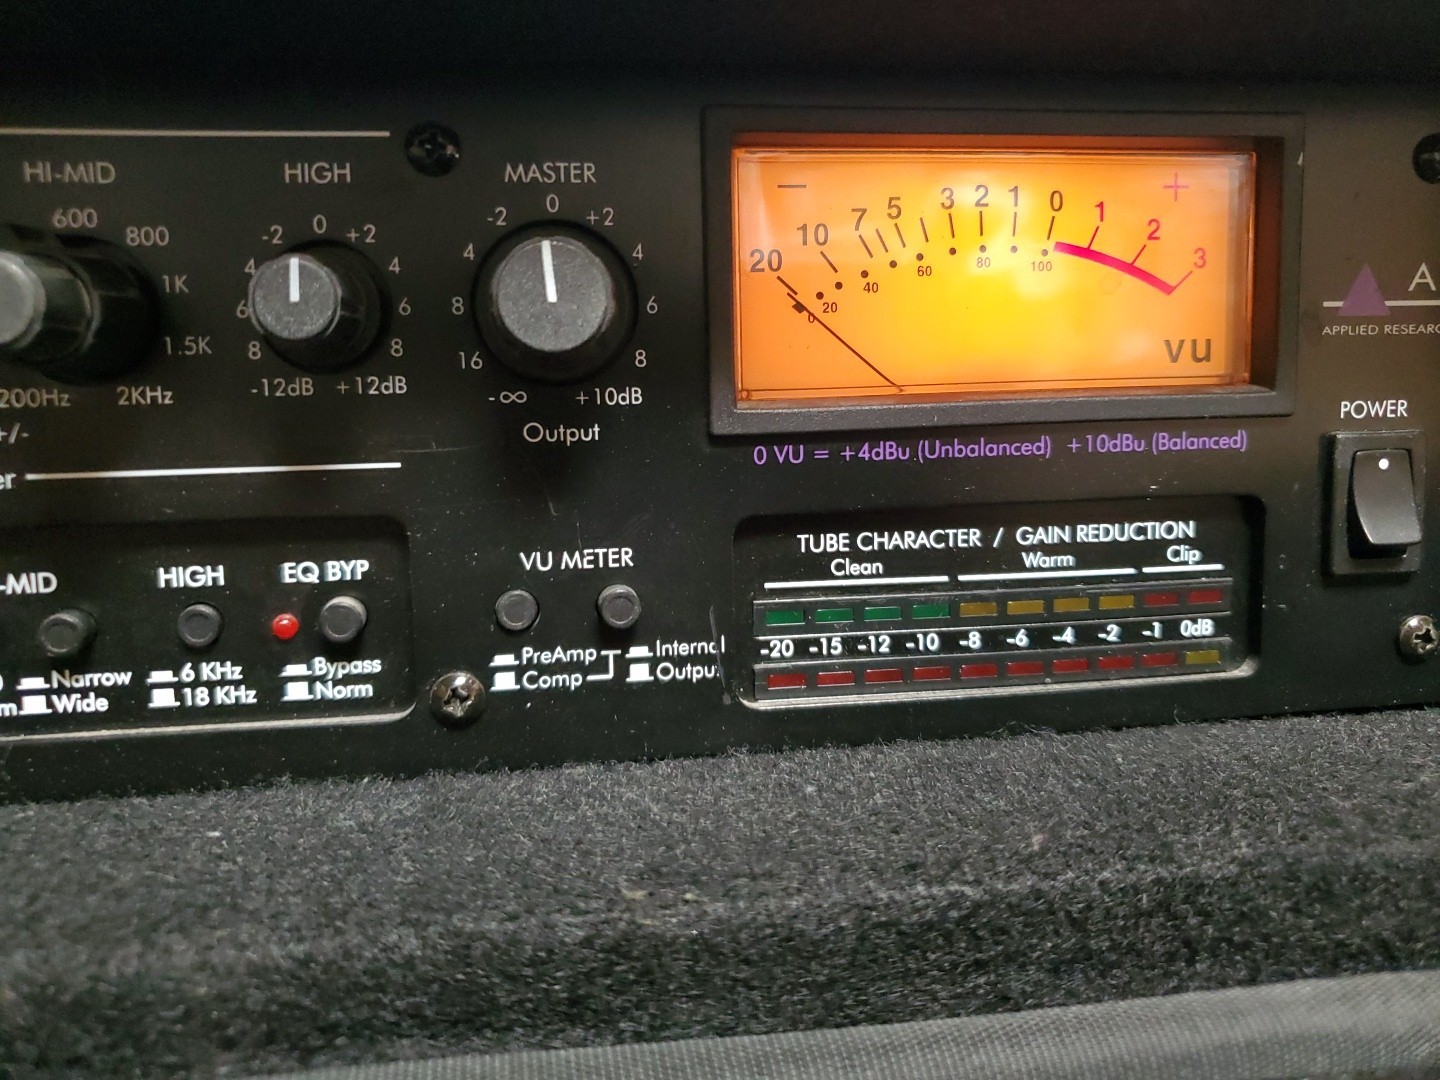 HI-MID
600
800
1K
1.5K
200Hz
2KHz
+/-
HIGH
-2 0 +2
4 4
6 6
8 8
-12dB +12dB
MASTER
-2 0 +2
4 4
8 6
16 8
-∞ +10dB
Output
- +
20 10 7 5 3 2 1 0 1 2 3
0 20 40 60 80 100
VU
0 VU = +4dBu (Unbalanced) +10dBu (Balanced)
A
APPLIED RESEARC
POWER
er
-MID
Narrow
Wide
HIGH
6 KHz
18 KHz
EQ BYP
Bypass
Norm
VU METER
PreAmp
Comp
Internal
Output
TUBE CHARACTER / GAIN REDUCTION
Clean Warm Clip
-20 -15 -12 -10 -8 -6 -4 -2 -1 0dB